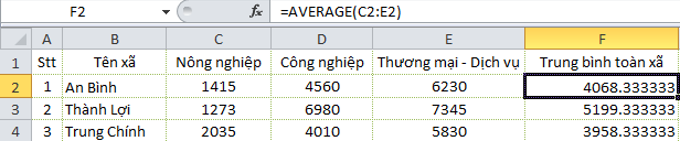 F2 fx =AVERAGE(C2:E2)
A B C D E F
1 Stt Tên xã Nông nghiệp Công nghiệp Thương mại - Dịch vụ Trung bình toàn xã
2 1 An Bình 1415 4560 6230 4068.333333
3 2 Thành Lợi 1273 6980 7345 5199.333333
4 3 Trung Chính 2035 4010 5830 3958.333333